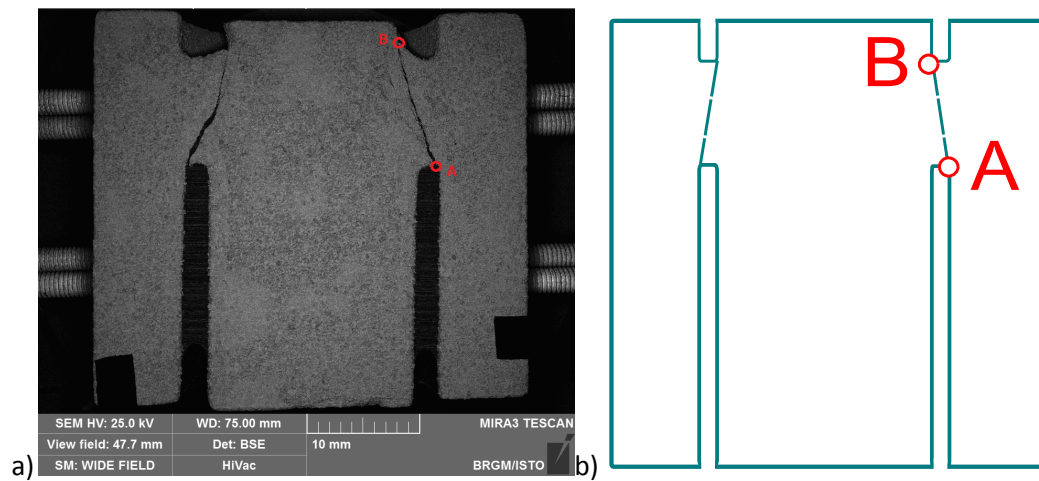 B
A
SEM HV: 25.0 kV
WD: 75.00 mm
MIRA3 TESCAN
View field: 47.7 mm
Det: BSE
10 mm
SM: WIDE FIELD
HiVac
BRGM/ISTO
a)
B
A
b)